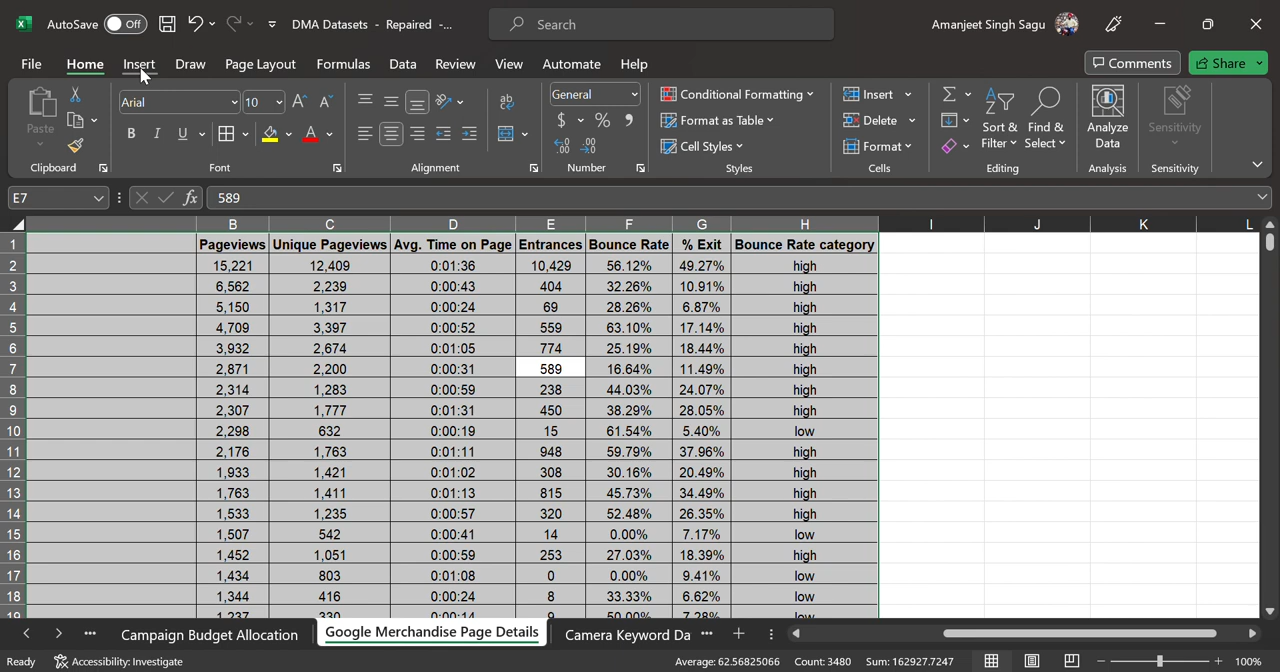 AutoSave Off DMA Datasets - Repaired -... Search Amanjeet Singh Sagu
File Home Insert Draw Page Layout Formulas Data Review View Automate Help Comments Share
Paste Arial 10 General Conditional Formatting Insert
Format as Table Delete Sort & Filter Find & Select Analyze Data Sensitivity
B I U A $ % 9 Cell Styles Format
Clipboard Font Alignment Number Styles Cells Editing Analysis Sensitivity
E7 fx 589
B C D E F G H I J K L
1 Pageviews Unique Pageviews Avg. Time on Page Entrances Bounce Rate % Exit Bounce Rate category
2 15,221 12,409 0:01:36 10,429 56.12% 49.27% high
3 6,562 2,239 0:00:43 404 32.26% 10.91% high
4 5,150 1,317 0:00:24 69 28.26% 6.87% high
5 4,709 3,397 0:00:52 559 63.10% 17.14% high
6 3,932 2,674 0:01:05 774 25.19% 18.44% high
7 2,871 2,200 0:00:31 589 16.64% 11.49% high
8 2,314 1,283 0:00:59 238 44.03% 24.07% high
9 2,307 1,777 0:01:31 450 38.29% 28.05% high
10 2,298 632 0:00:19 15 61.54% 5.40% low
11 2,176 1,763 0:01:11 948 59.79% 37.96% high
12 1,933 1,421 0:01:02 308 30.16% 20.49% high
13 1,763 1,411 0:01:13 815 45.73% 34.49% high
14 1,533 1,235 0:00:57 320 52.48% 26.35% high
15 1,507 542 0:00:41 14 0.00% 7.17% low
16 1,452 1,051 0:00:59 253 27.03% 18.39% high
17 1,434 803 0:01:08 0 0.00% 9.41% low
18 1,344 416 0:00:24 8 33.33% 6.62% low
19 1,237 330 0:00:14 9 50.00% 7.28% low
Campaign Budget Allocation Google Merchandise Page Details Camera Keyword Da
Ready Accessibility: Investigate Average: 62.56825066 Count: 3480 Sum: 162927.7247 100%